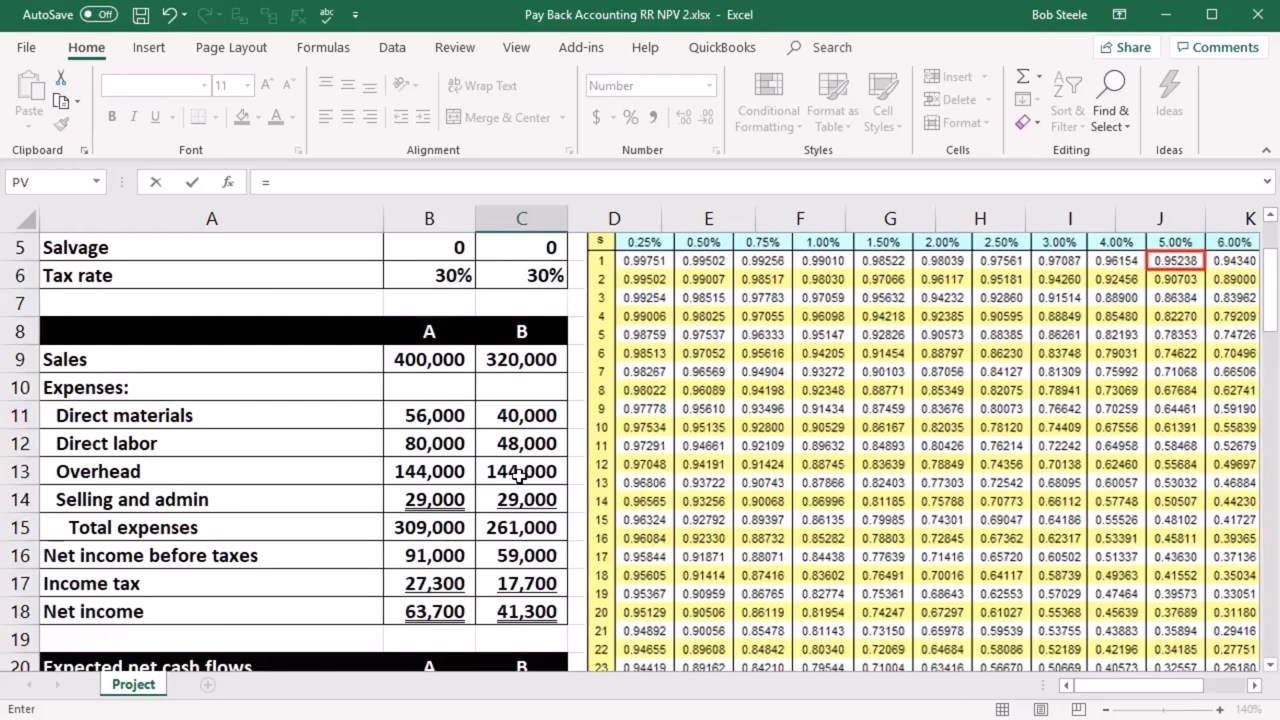 AutoSave Off Pay Back Accounting RR NPV 2.xlsx - Excel Bob Steele
File Home Insert Page Layout Formulas Data Review View Add-ins Help QuickBooks Search Share Comments
Paste 11 A A ab Wrap Text Number Conditional Formatting Format as Table Cell Styles Insert Delete Format Sort & Filter Find & Select Ideas
B I U A Merge & Center $ % 9
Clipboard Font Alignment Number Styles Cells Editing Ideas
PV fx =
A B C D E F G H I J K
5 Salvage 0 0 S 0.25% 0.50% 0.75% 1.00% 1.50% 2.00% 2.50% 3.00% 4.00% 5.00% 6.00%
1 0.99751 0.99502 0.99256 0.99010 0.98522 0.98039 0.97561 0.97087 0.96154 0.95238 0.94340
6 Tax rate 30% 30% 2 0.99502 0.99007 0.98517 0.98030 0.97066 0.96117 0.95181 0.94260 0.92456 0.90703 0.89000
7 3 0.99254 0.98515 0.97783 0.97059 0.95632 0.94232 0.92860 0.91514 0.88900 0.86384 0.83962
4 0.99006 0.98025 0.97055 0.96098 0.94218 0.92385 0.90595 0.88849 0.85480 0.82270 0.79209
8 A B 5 0.98759 0.97537 0.96333 0.95147 0.92826 0.90573 0.88385 0.86261 0.82193 0.78353 0.74726
9 Sales 400,000 320,000 6 0.98513 0.97052 0.95616 0.94205 0.91454 0.88797 0.86230 0.83748 0.79031 0.74622 0.70496
7 0.98267 0.96569 0.94904 0.93272 0.90103 0.87056 0.84127 0.81309 0.75992 0.71068 0.66506
10 Expenses: 8 0.98022 0.96089 0.94198 0.92348 0.88771 0.85349 0.82075 0.78941 0.73069 0.67684 0.62741
11 Direct materials 56,000 40,000 9 0.97778 0.95610 0.93496 0.91434 0.87459 0.83676 0.80073 0.76642 0.70259 0.64461 0.59190
10 0.97534 0.95135 0.92800 0.90529 0.86167 0.82035 0.78120 0.74409 0.67556 0.61391 0.55839
12 Direct labor 80,000 48,000 11 0.97291 0.94661 0.92109 0.89632 0.84893 0.80426 0.76214 0.72242 0.64958 0.58468 0.52679
13 Overhead 144,000 144,000 12 0.97048 0.94191 0.91424 0.88745 0.83639 0.78849 0.74356 0.70138 0.62460 0.55684 0.49697
13 0.96806 0.93722 0.90743 0.87866 0.82403 0.77303 0.72542 0.68095 0.60057 0.53032 0.46884
14 Selling and admin 29,000 29,000 14 0.96565 0.93256 0.90068 0.86996 0.81185 0.75788 0.70773 0.66112 0.57748 0.50507 0.44230
15 Total expenses 309,000 261,000 15 0.96324 0.92792 0.89397 0.86135 0.79985 0.74301 0.69047 0.64186 0.55526 0.48102 0.41727
16 0.96084 0.92330 0.88732 0.85282 0.78803 0.72845 0.67362 0.62317 0.53391 0.45811 0.39365
16 Net income before taxes 91,000 59,000 17 0.95844 0.91871 0.88071 0.84438 0.77639 0.71416 0.65720 0.60502 0.51337 0.43630 0.37136
17 Income tax 27,300 17,700 18 0.95605 0.91414 0.87416 0.83602 0.76491 0.70016 0.64117 0.58739 0.49363 0.41552 0.35034
19 0.95367 0.90959 0.86765 0.82774 0.75361 0.68643 0.62553 0.57029 0.47464 0.39573 0.33051
18 Net income 63,700 41,300 20 0.95129 0.90506 0.86119 0.81954 0.74247 0.67297 0.61027 0.55368 0.45639 0.37689 0.31180
19 21 0.94892 0.90056 0.85478 0.81143 0.73150 0.65978 0.59539 0.53755 0.43883 0.35894 0.29416
22 0.94655 0.89608 0.84842 0.80340 0.72069 0.64684 0.58086 0.52189 0.42196 0.34185 0.27751
20 Expected net cash flows A B 23 0.94419 0.89162 0.84210 0.79544 0.71004 0.63416 0.56670 0.50669 0.40573 0.32557 0.26180
Project
Enter 140%